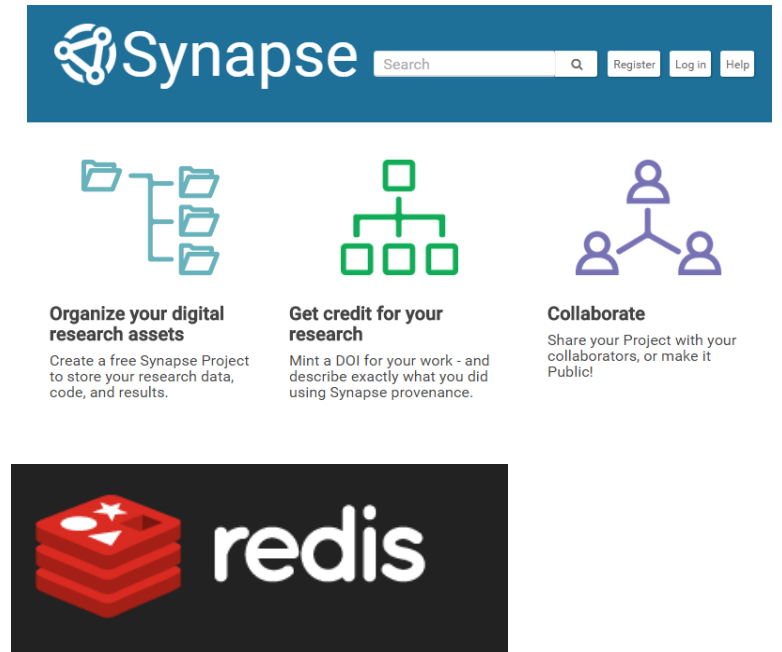 Synapse
Search
Register
Log in
Help
Organize your digital
research assets
Create a free Synapse Project
to store your research data,
code, and results.
Get credit for your
research
Mint a DOI for your work - and
describe exactly what you did
using Synapse provenance.
Collaborate
Share your Project with your
collaborators, or make it
Public!
redis